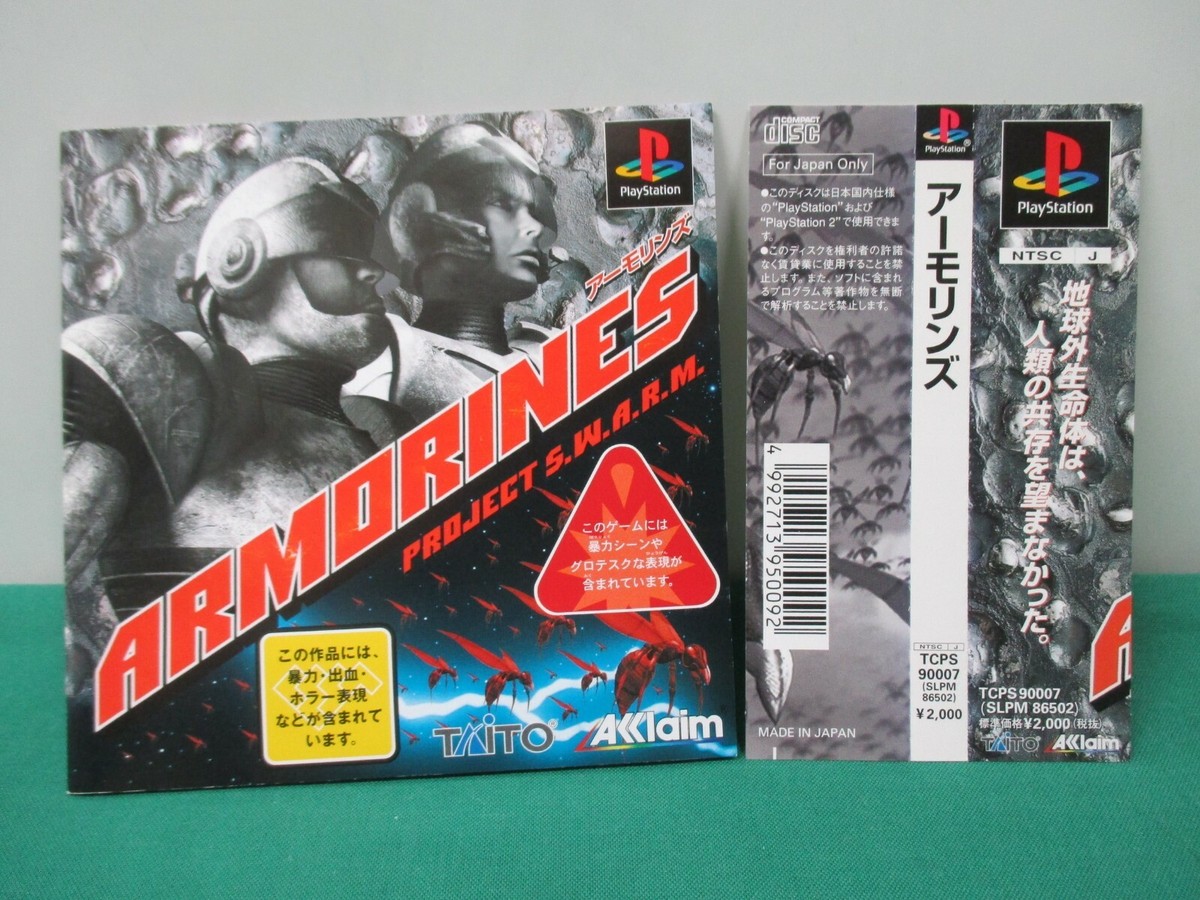 PlayStation
アーモリンズ
ARMORINES
PROJECT S.W.A.R.M.
このゲームには
暴力シーンや
グロテスクな表現が
含まれています。
この作品には、
暴力・出血・
ホラー表現
などが含まれて
います。
TAITO
AKKlaim
COMPACT
disc
For Japan Only
●このディスクは日本国内仕様
の"PlayStation"および
"PlayStation 2"で使用できま
す。
●このディスクを権利者の許諾
なく賃貸業に使用することを禁
止します。また、ソフトに含まれ
るプログラム等著作物を無断
で解析することを禁止します。
4 992713 950092
MADE IN JAPAN
PlayStation
アーモリンズ
NTSC J
TCPS
90007
(SLPM
86502)
¥2,000
PlayStation
NTSC J
地球外生命体は、
人類の共存を望まなかった。
TCPS90007
(SLPM 86502)
標準価格¥2,000(税抜)
TAITO
AKKlaim